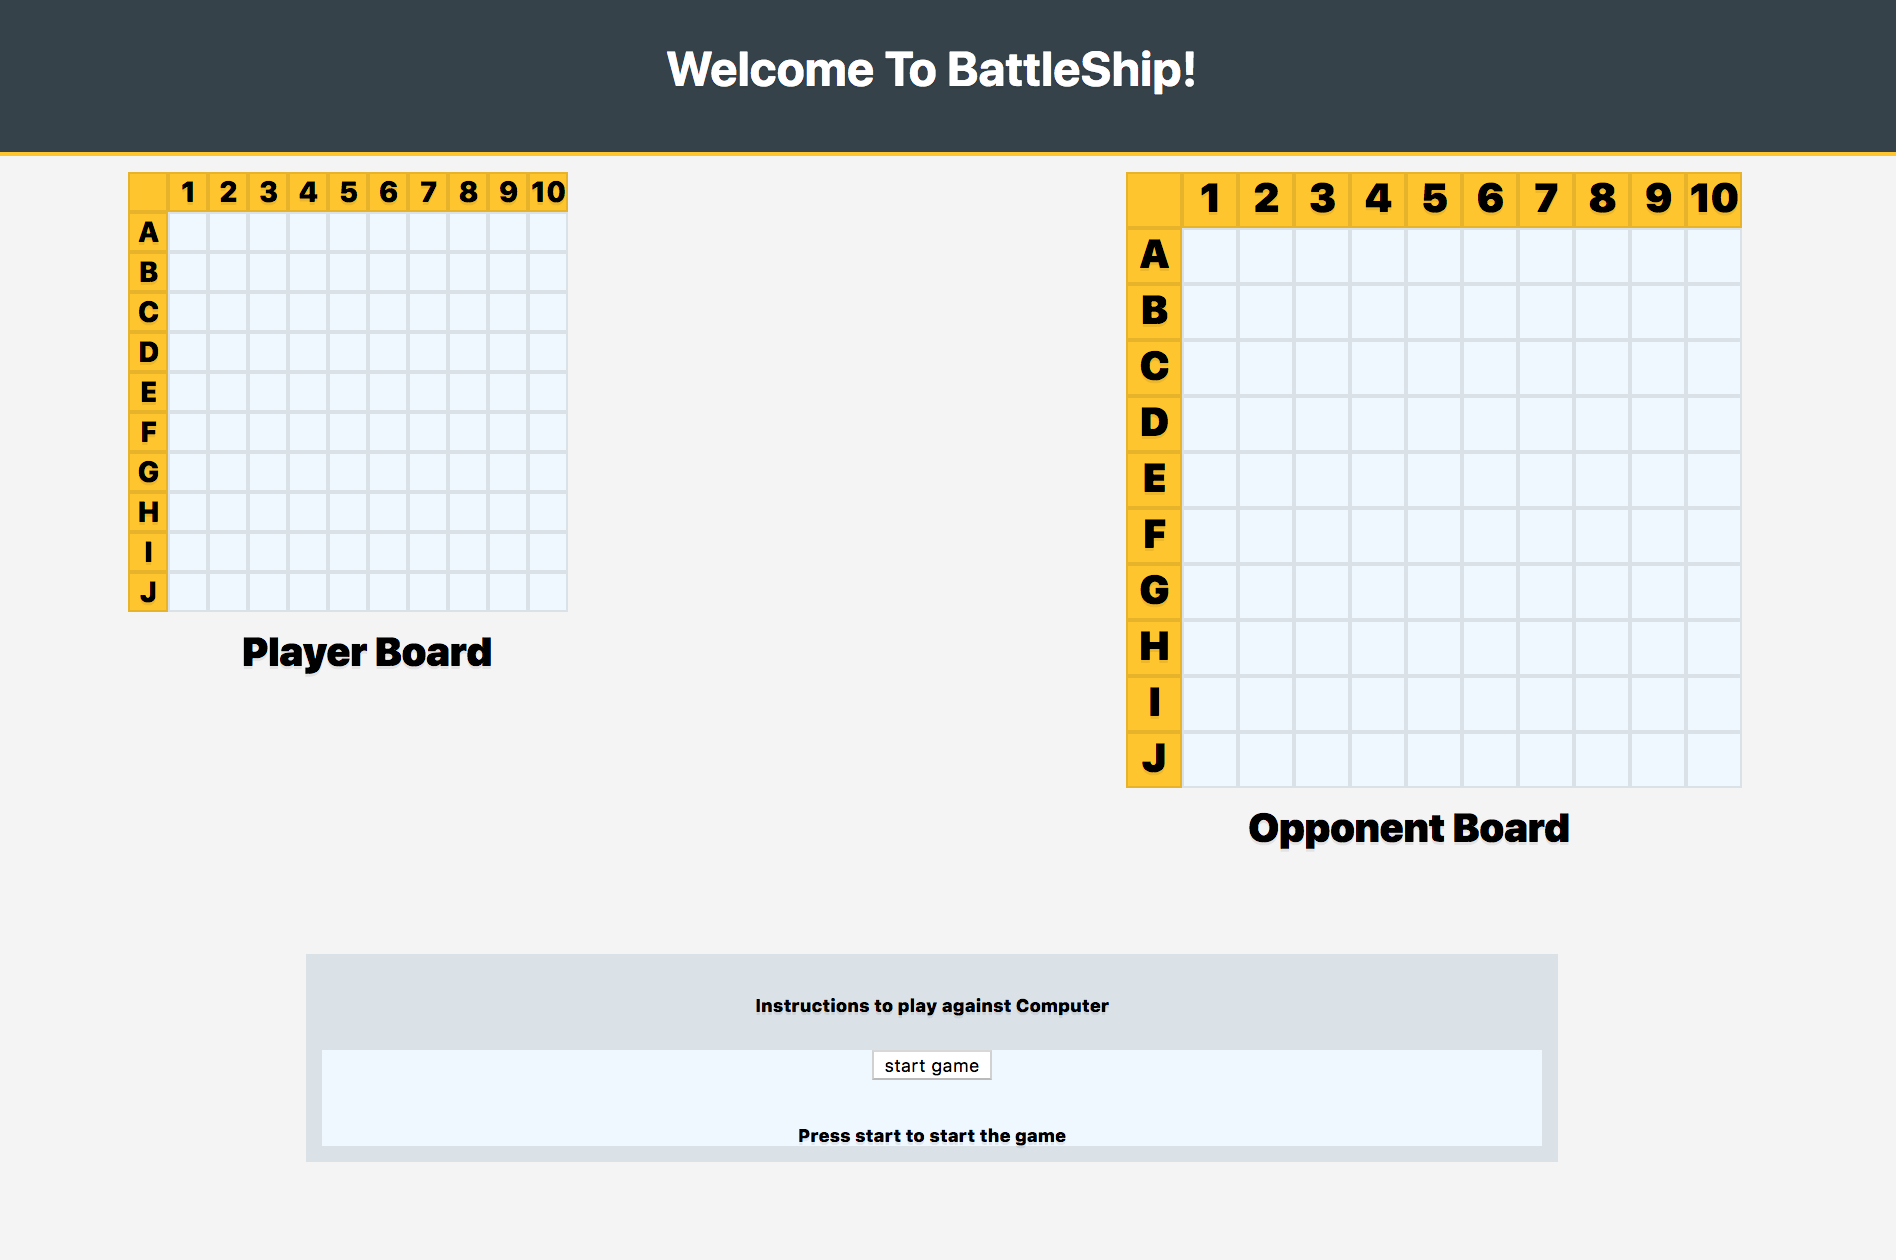 Welcome To BattleShip!
1 2 3 4 5 6 7 8 9 10
A
B
C
D
E
F
G
H
I
J
Player Board
1 2 3 4 5 6 7 8 9 10
A
B
C
D
E
F
G
H
I
J
Opponent Board
Instructions to play against Computer
start game
Press start to start the game